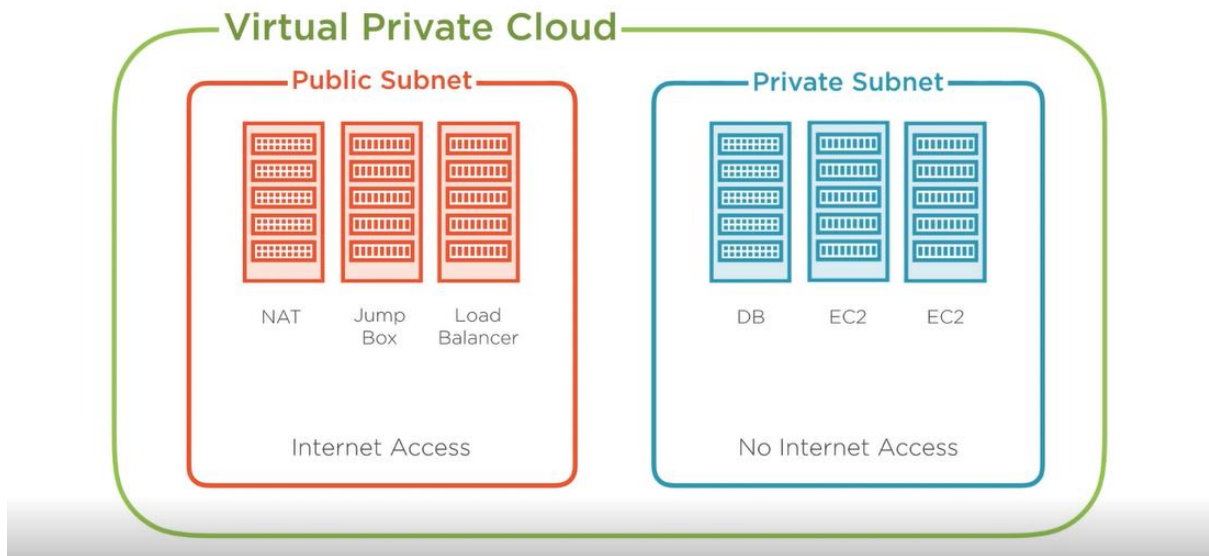 Virtual Private Cloud
Public Subnet
NAT
Jump
Box
Load
Balancer
Internet Access
Private Subnet
DB
EC2
EC2
No Internet Access